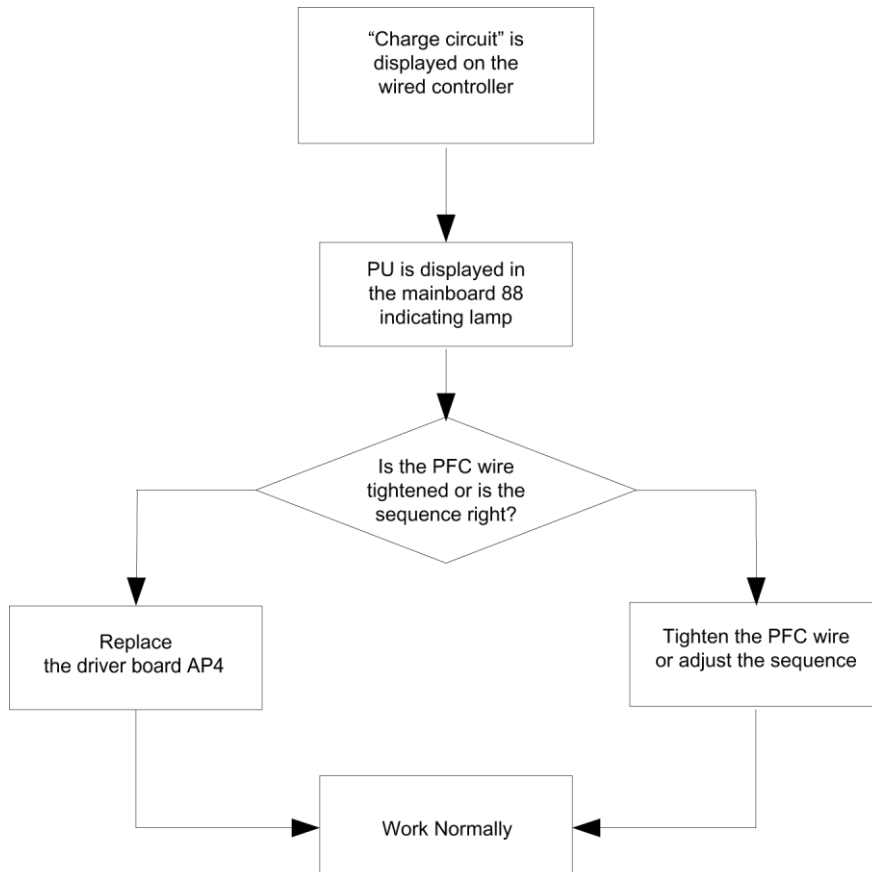 “Charge circuit” is
displayed on the
wired controller
PU is displayed in
the mainboard 88
indicating lamp
Is the PFC wire
tightened or is the
sequence right?
Replace
the driver board AP4
Tighten the PFC wire
or adjust the sequence
Work Normally